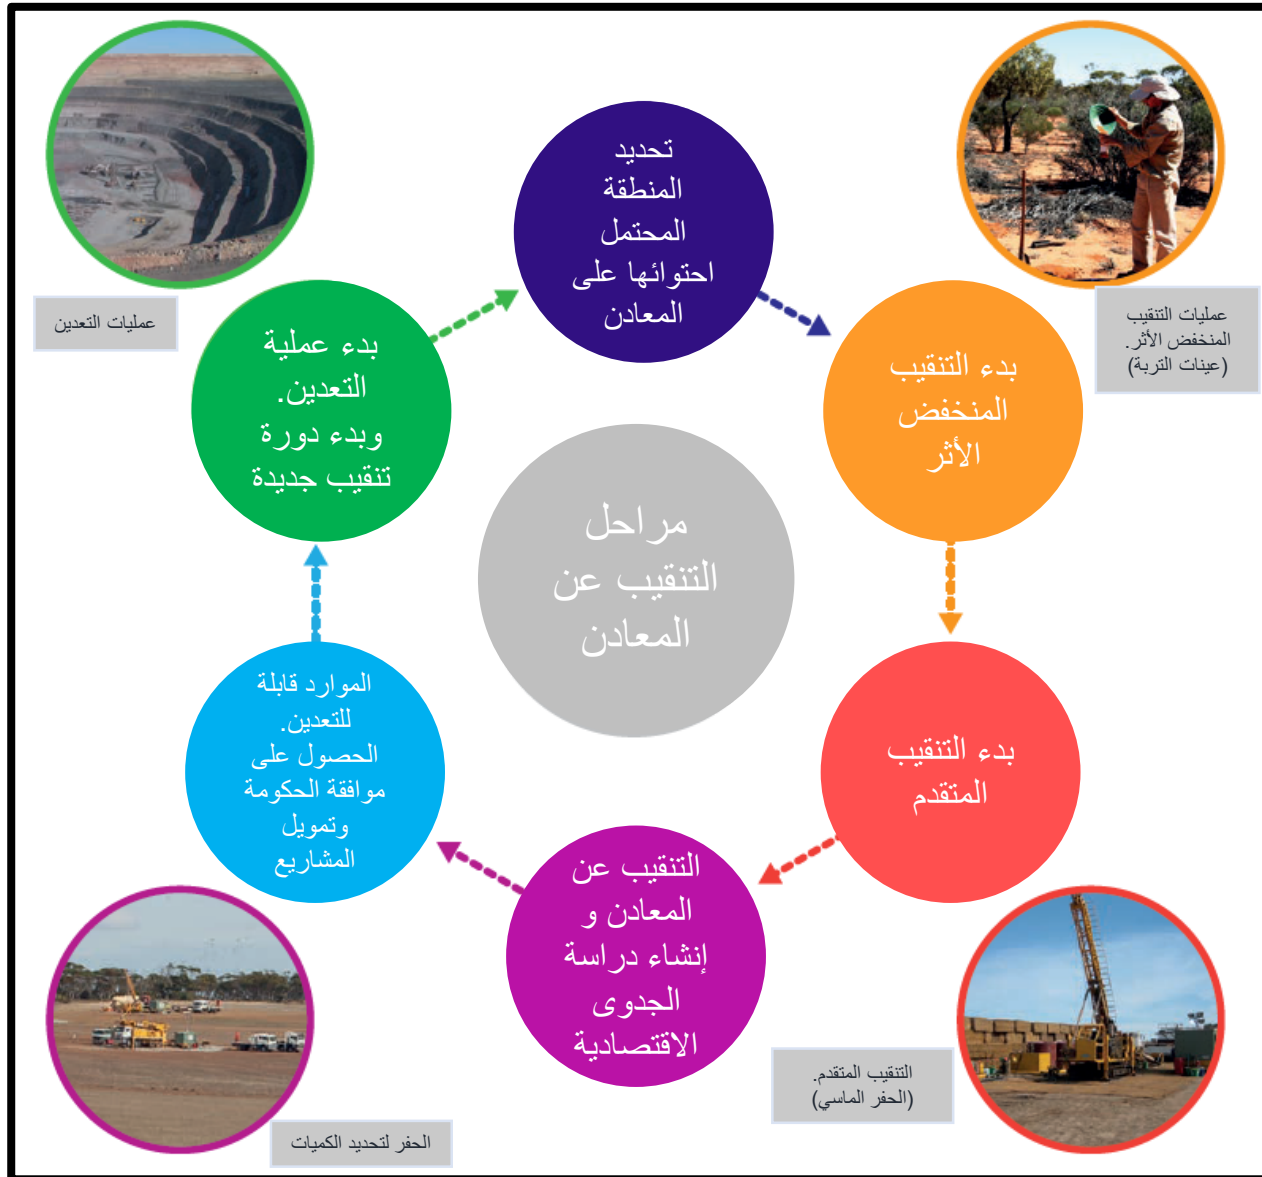 مراحل
التنقيب عن
المعادن
تحديد
المنطقة
المحتمل
احتوائها على
المعادن
بدء التنقيب
المنخفض
الأثر
عمليات التنقيب
المنخفض الأثر.
(عينات التربة)
بدء التنقيب
المتقدم
التنقيب المتقدم.
(الحفر الماسي)
التنقيب عن
المعادن و
إنشاء دراسة
الجدوى
الاقتصادية
الحفر لتحديد الكميات
الموارد قابلة
للتعدين.
الحصول على
موافقة الحكومة
وتمويل
المشاريع
بدء عملية
التعدين.
وبدء دورة
تنقيب جديدة
عمليات التعدين